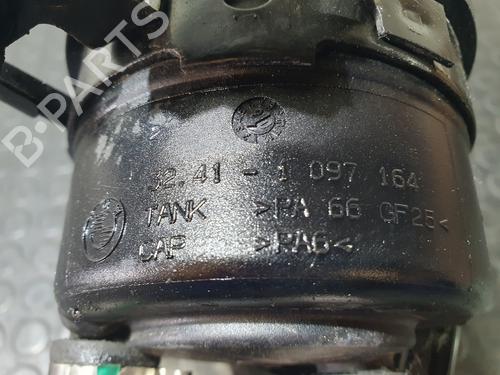 B-PARTS
32.41 - 1 097 164
TANK >PA 66 GF25<
CAP >PA6<